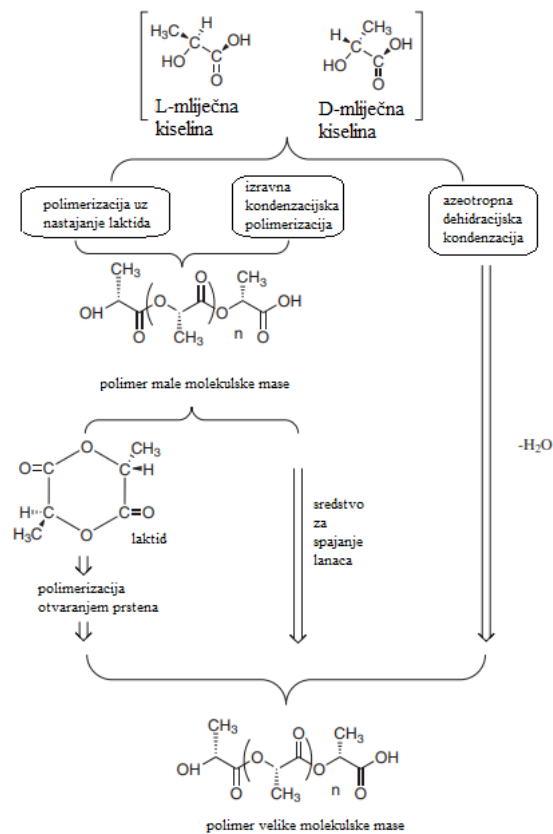 H₃C H OH
C
HO O
L-mliječna
kiselina
H CH₃ OH
C
HO O
D-mliječna
kiselina
polimerizacija uz
nastajanje laktida
izravna
kondenzacijska
polimerizacija
azeotropna
dehidracijska
kondenzacija
CH₃ O CH₃
OH O O OH
O CH₃ n O
polimer male molekulske mase
O CH₃
O=C C H
H C C=O
H₃C O
laktid
polimerizacija
otvaranjem prstena
sredstvo
za
spajanje
lanaca
-H₂O
CH₃ O CH₃
OH O O OH
O CH₃ n O
polimer velike molekulske mase